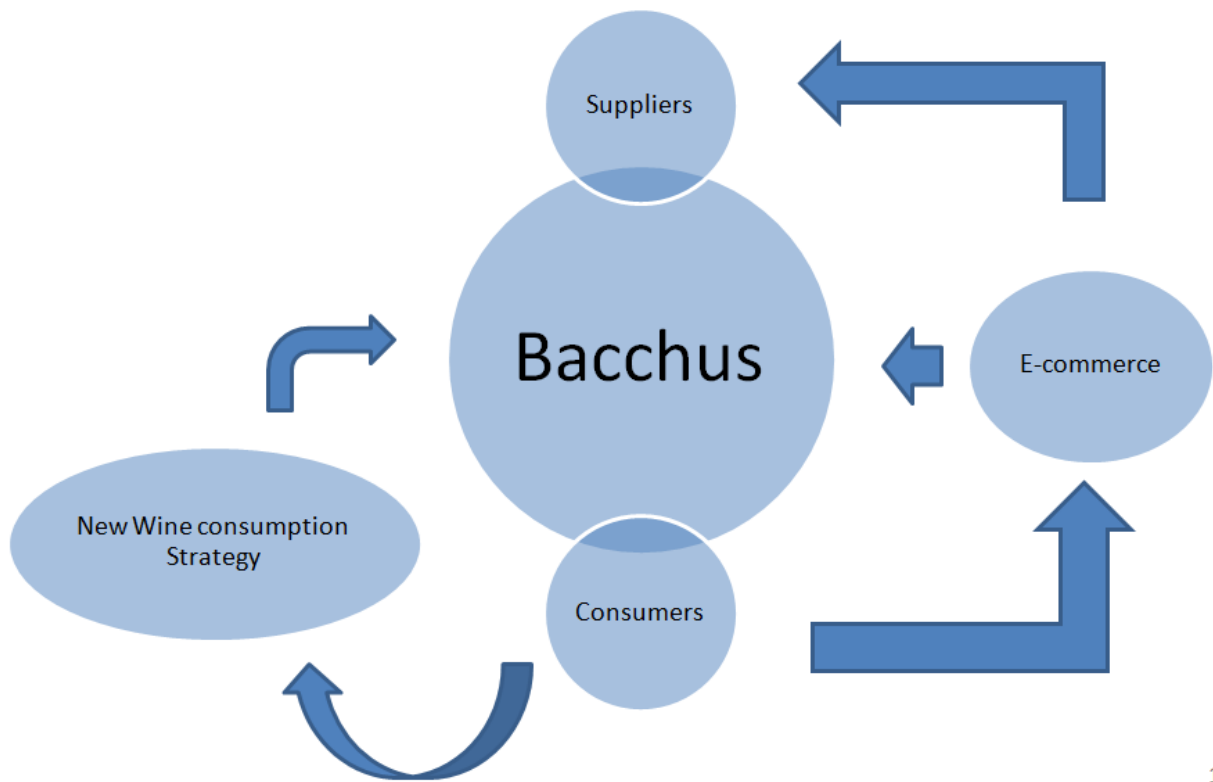 Suppliers
Bacchus
E-commerce
New Wine consumption
Strategy
Consumers